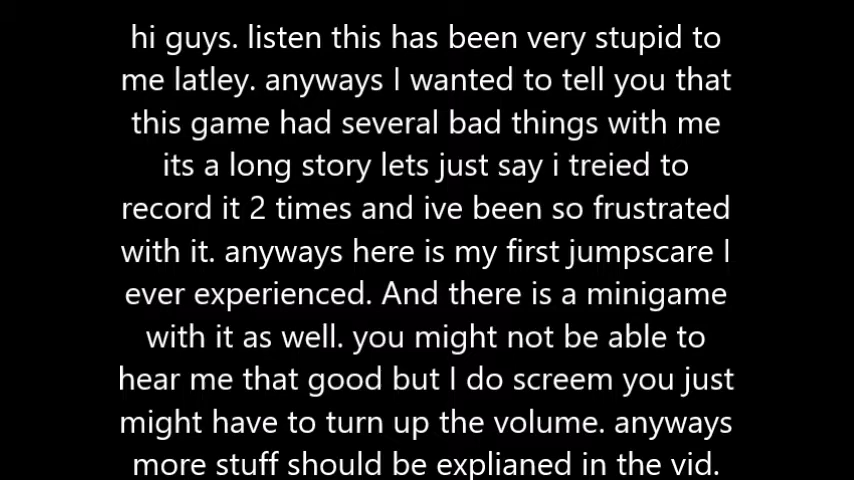 hi guys. listen this has been very stupid to
me latley. anyways I wanted to tell you that
this game had several bad things with me
its a long story lets just say i treied to
record it 2 times and ive been so frustrated
with it. anyways here is my first jumpscare I
ever experienced. And there is a minigame
with it as well. you might not be able to
hear me that good but I do screem you just
might have to turn up the volume. anyways
more stuff should be explianed in the vid.